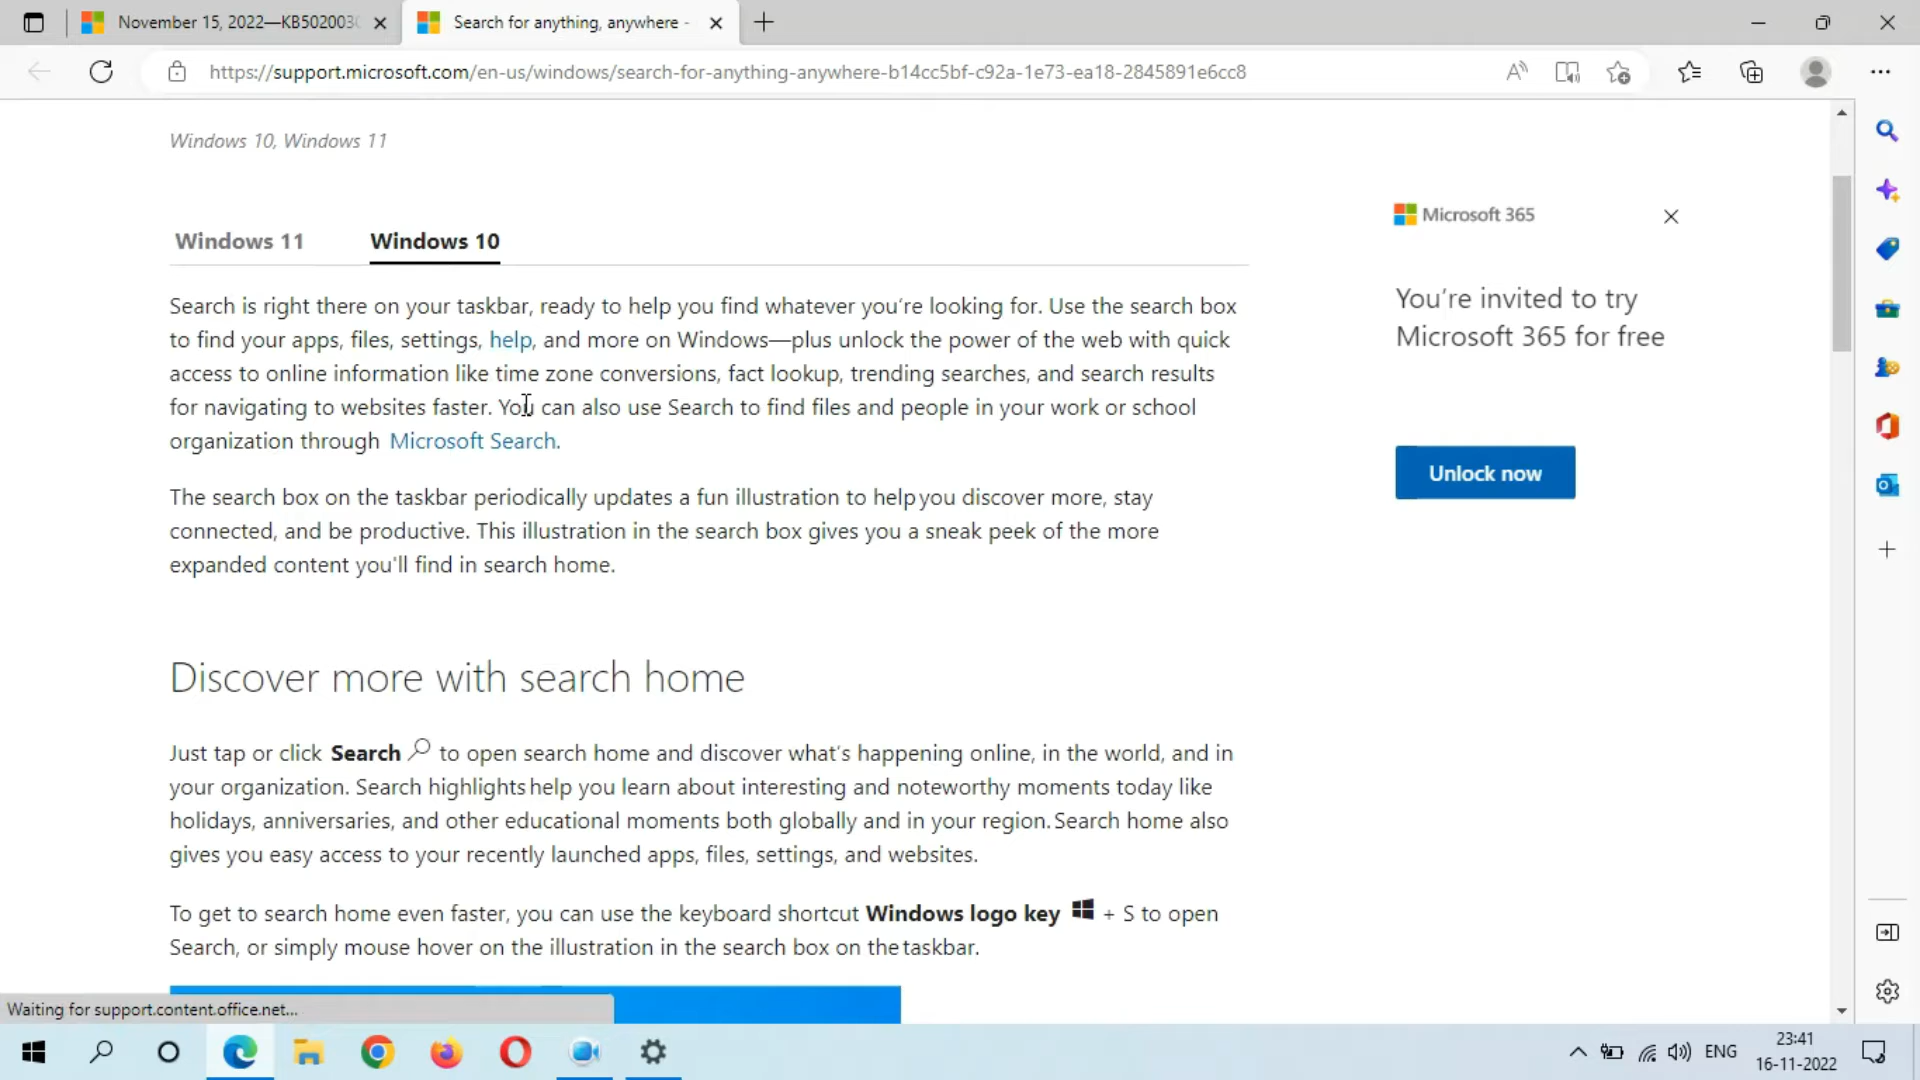 November 15, 2022—KB502003
Search for anything, anywhere -
https://support.microsoft.com/en-us/windows/search-for-anything-anywhere-b14cc5bf-c92a-1e73-ea18-2845891e6cc8
Windows 10, Windows 11
Microsoft 365
Windows 11 Windows 10
You're invited to try
Microsoft 365 for free
Search is right there on your taskbar, ready to help you find whatever you're looking for. Use the search box
to find your apps, files, settings, help, and more on Windows—plus unlock the power of the web with quick
access to online information like time zone conversions, fact lookup, trending searches, and search results
for navigating to websites faster. You can also use Search to find files and people in your work or school
organization through Microsoft Search.
Unlock now
The search box on the taskbar periodically updates a fun illustration to help you discover more, stay
connected, and be productive. This illustration in the search box gives you a sneak peek of the more
expanded content you'll find in search home.
Discover more with search home
Just tap or click Search to open search home and discover what's happening online, in the world, and in
your organization. Search highlights help you learn about interesting and noteworthy moments today like
holidays, anniversaries, and other educational moments both globally and in your region. Search home also
gives you easy access to your recently launched apps, files, settings, and websites.
To get to search home even faster, you can use the keyboard shortcut Windows logo key + S to open
Search, or simply mouse hover on the illustration in the search box on the taskbar.
Waiting for support.content.office.net...
ENG
23:41
16-11-2022